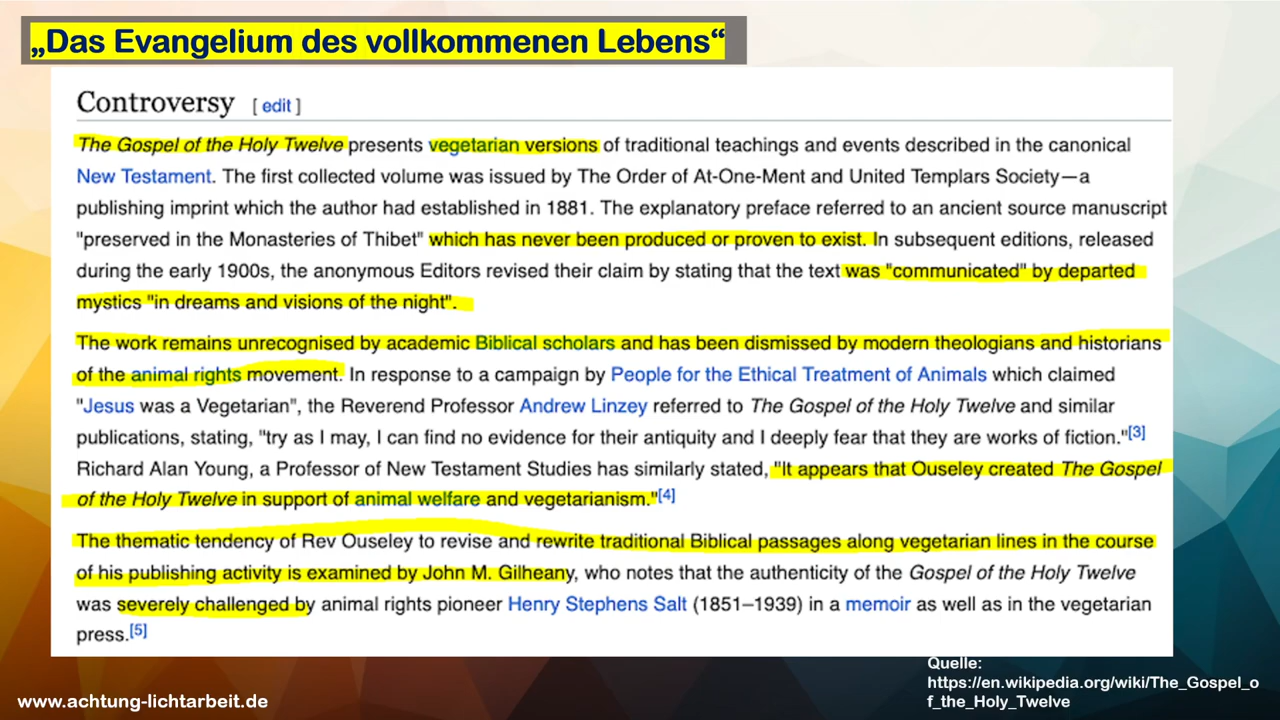 „Das Evangelium des vollkommenen Lebens“
Controversy [ edit ]
The Gospel of the Holy Twelve presents vegetarian versions of traditional teachings and events described in the canonical
New Testament. The first collected volume was issued by The Order of At-One-Ment and United Templars Society—a
publishing imprint which the author had established in 1881. The explanatory preface referred to an ancient source manuscript
"preserved in the Monasteries of Thibet" which has never been produced or proven to exist. In subsequent editions, released
during the early 1900s, the anonymous Editors revised their claim by stating that the text was "communicated" by departed
mystics "in dreams and visions of the night".
The work remains unrecognised by academic Biblical scholars and has been dismissed by modern theologians and historians
of the animal rights movement. In response to a campaign by People for the Ethical Treatment of Animals which claimed
"Jesus was a Vegetarian", the Reverend Professor Andrew Linzey referred to The Gospel of the Holy Twelve and similar
publications, stating, "try as I may, I can find no evidence for their antiquity and I deeply fear that they are works of fiction."[3]
Richard Alan Young, a Professor of New Testament Studies has similarly stated, "It appears that Ouseley created The Gospel
of the Holy Twelve in support of animal welfare and vegetarianism."[4]
The thematic tendency of Rev Ouseley to revise and rewrite traditional Biblical passages along vegetarian lines in the course
of his publishing activity is examined by John M. Gilheany, who notes that the authenticity of the Gospel of the Holy Twelve
was severely challenged by animal rights pioneer Henry Stephens Salt (1851–1939) in a memoir as well as in the vegetarian
press.[5]
Quelle:
https://en.wikipedia.org/wiki/The_Gospel_o
f_the_Holy_Twelve
www.achtung-lichtarbeit.de